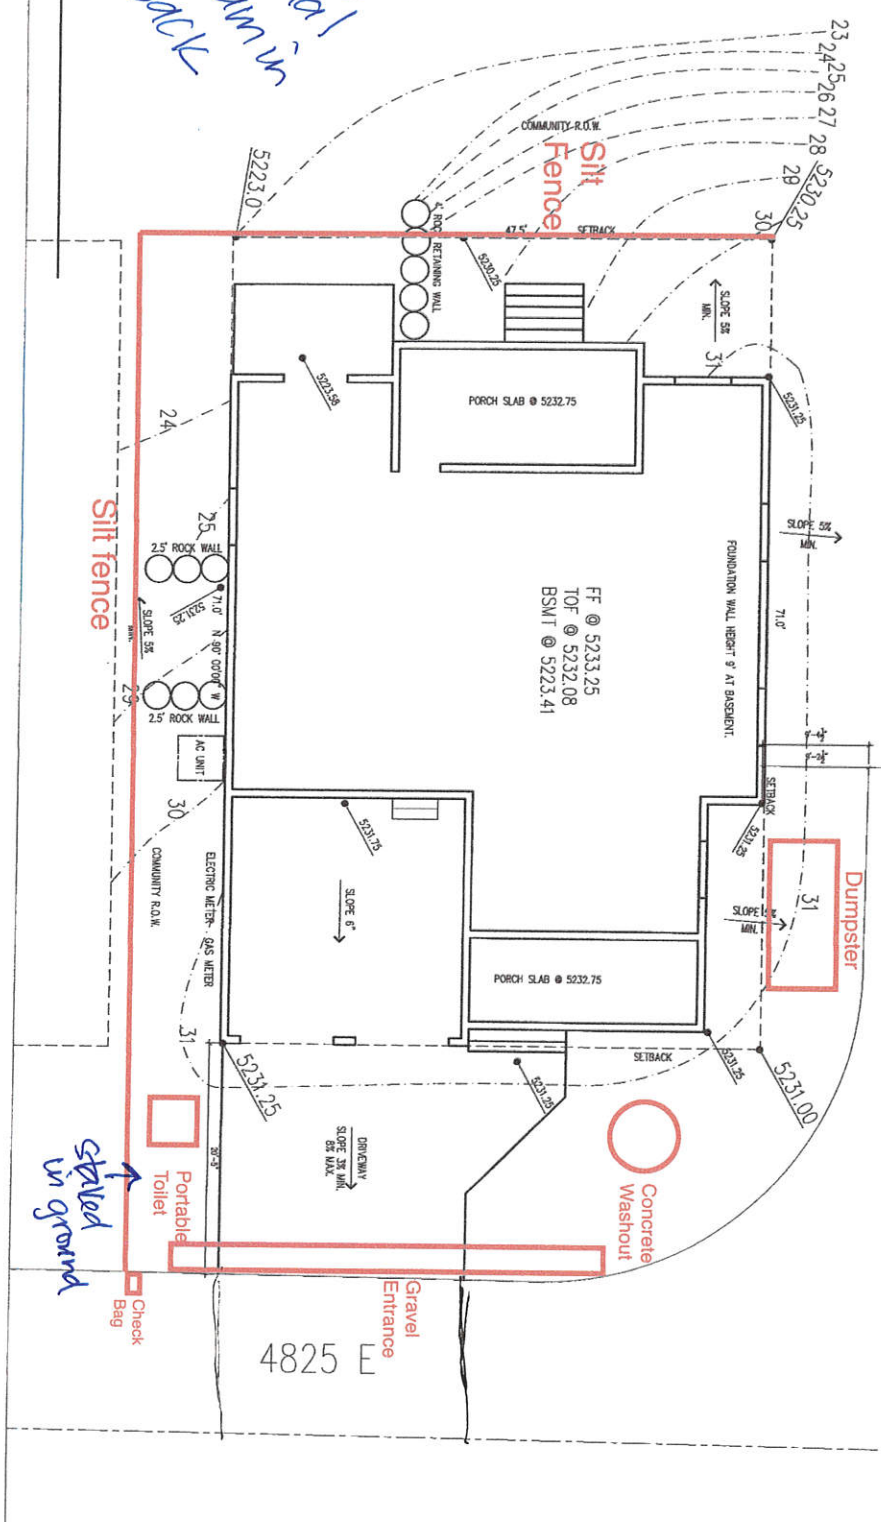 23
24
25
26
27
28
29
5230.25
30
COMMUNITY R.O.W.
Silt
Fence
5223.0
4' ROCK RETAINING WALL
47.5'
SETBACK
5230.25
SLOPE 5%
MIN.
31
5231.25
5223.58
PORCH SLAB @ 5232.75
24
Silt fence
25
2.5' ROCK WALL
5231.25
71.0'
N 90° 00'00" W
SLOPE 5%
MIN.
2.5' ROCK WALL
AC UNIT
30
COMMUNITY R.O.W.
ELECTRIC METER
GAS METER
FF @ 5233.25
TOF @ 5232.08
BSMT @ 5223.41
FOUNDATION WALL HEIGHT 9' AT BASEMENT.
SLOPE 5%
MIN.
71.0'
SETBACK
5231.25
Dumpster
31
SLOPE 5%
MIN.
5231.75
SLOPE 6"
PORCH SLAB @ 5232.75
31
5231.25
SETBACK
5231.25
5231.25
5231.00
DRIVEWAY
SLOPE 3% MIN.
8% MAX.
20'-5"
Portable
Toilet
staked
in ground
Concrete
Washout
Gravel
Entrance
Check
Bag
4825 E